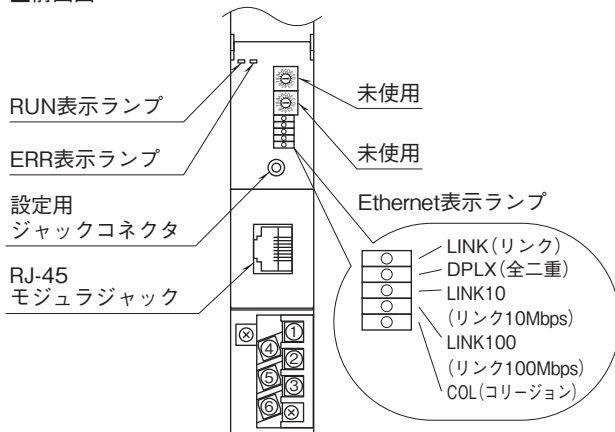 RUN表示ランプ
ERR表示ランプ
設定用
ジャックコネクタ
RJ-45
モジュラジャック
未使用
未使用
Ethernet表示ランプ
LINK(リンク)
DPLX(全二重)
LINK10
(リンク10Mbps)
LINK100
(リンク100Mbps)
COL(コリージョン)
①
④
②
⑤
③
⑥